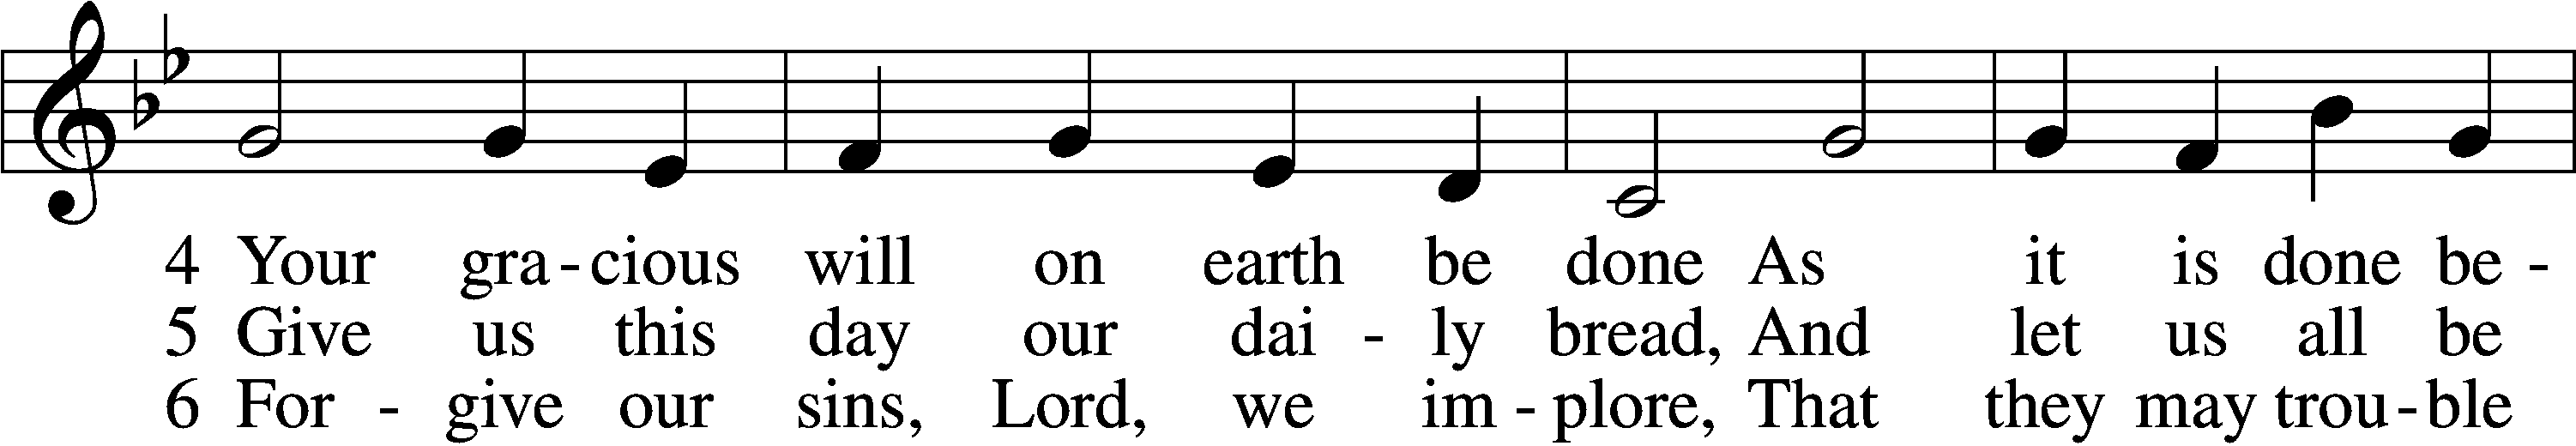 4 Your gra-cious will on earth be done As it is done be-
5 Give us this day our dai-ly bread, And let us all be
6 For-give our sins, Lord, we im-plore, That they may trou-ble